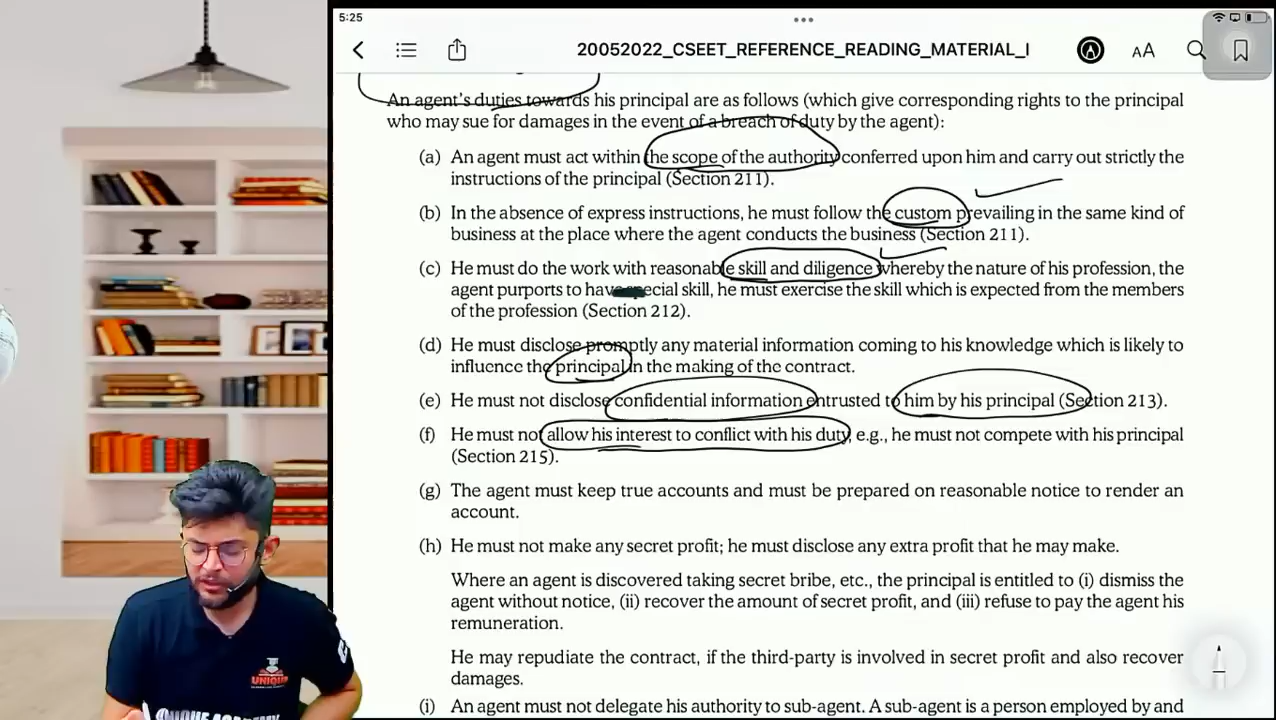 5:25
20052022_CSEET_REFERENCE_READING_MATERIAL_I
AA
An agent's duties towards his principal are as follows (which give corresponding rights to the principal
who may sue for damages in the event of a breach of duty by the agent):
(a) An agent must act within the scope of the authority conferred upon him and carry out strictly the
instructions of the principal (Section 211).
(b) In the absence of express instructions, he must follow the custom prevailing in the same kind of
business at the place where the agent conducts the business (Section 211).
(c) He must do the work with reasonable skill and diligence whereby the nature of his profession, the
agent purports to have special skill, he must exercise the skill which is expected from the members
of the profession (Section 212).
(d) He must disclose promptly any material information coming to his knowledge which is likely to
influence the principal in the making of the contract.
(e) He must not disclose confidential information entrusted to him by his principal (Section 213).
(f) He must not allow his interest to conflict with his duty, e.g., he must not compete with his principal
(Section 215).
(g) The agent must keep true accounts and must be prepared on reasonable notice to render an
account.
(h) He must not make any secret profit; he must disclose any extra profit that he may make.
Where an agent is discovered taking secret bribe, etc., the principal is entitled to (i) dismiss the
agent without notice, (ii) recover the amount of secret profit, and (iii) refuse to pay the agent his
remuneration.
He may repudiate the contract, if the third-party is involved in secret profit and also recover
damages.
(i) An agent must not delegate his authority to sub-agent. A sub-agent is a person employed by and
UNIQUE